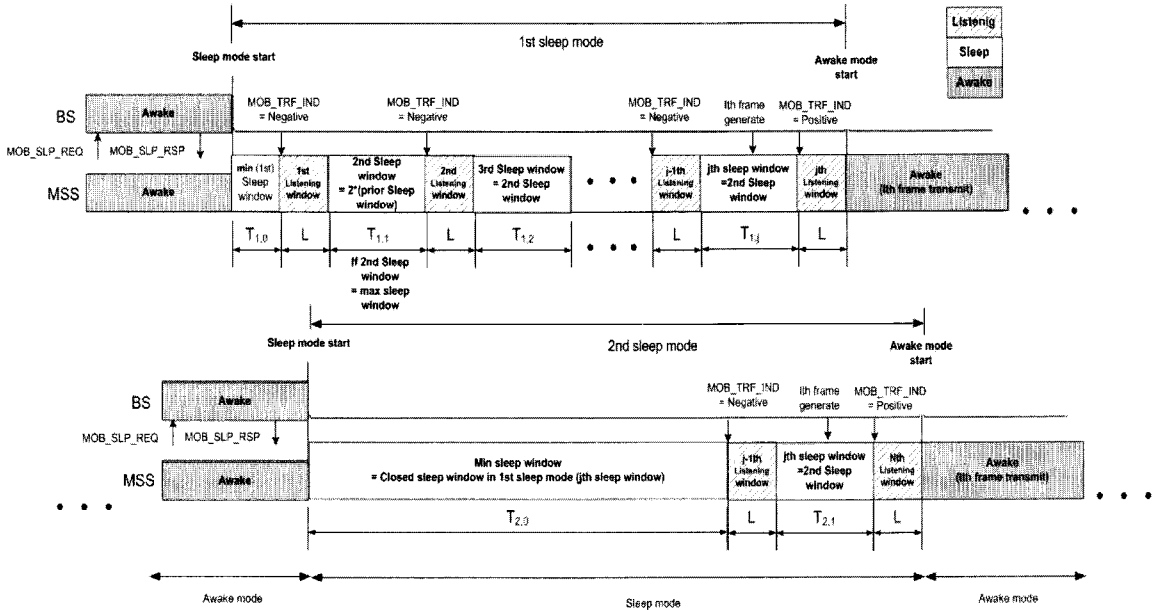 1st sleep mode
Listenig
Sleep
Awake
Sleep mode start
Awake mode
start
BS
Awake
MOB_TRF_IND
= Negative
MOB_TRF_IND
= Negative
MOB_TRF_IND
= Negative
Ith frame
generate
MOB_TRF_IND
= Positive
MOB_SLP_REQ
MOB_SLP_RSP
MSS
Awake
min (1st)
Sleep
window
1st
Listening
window
2nd Sleep
window
= 2*(prior Sleep
window)
2nd
Listening
window
3rd Sleep window
= 2nd Sleep
window
j-1th
Listening
window
jth sleep window
=2nd Sleep
window
jth
Listening
window
Awake
(Ith frame transmit)
T1,0
L
T1,1
L
T1,2
L
T1,j
L
If 2nd Sleep
window
= max sleep
window
Sleep mode start
2nd sleep mode
Awake mode
start
BS
Awake
MOB_TRF_IND
= Negative
Ith frame
generate
MOB_TRF_IND
= Positive
MOB_SLP_REQ
MOB_SLP_RSP
MSS
Awake
Min sleep window
= Closed sleep window in 1st sleep mode (jth sleep window)
j-1th
Listening
window
jth sleep window
=2nd Sleep
window
Nth
Listening
window
Awake
(Ith frame transmit)
T2,0
L
T2,1
L
Awake mode
Sleep mode
Awake mode